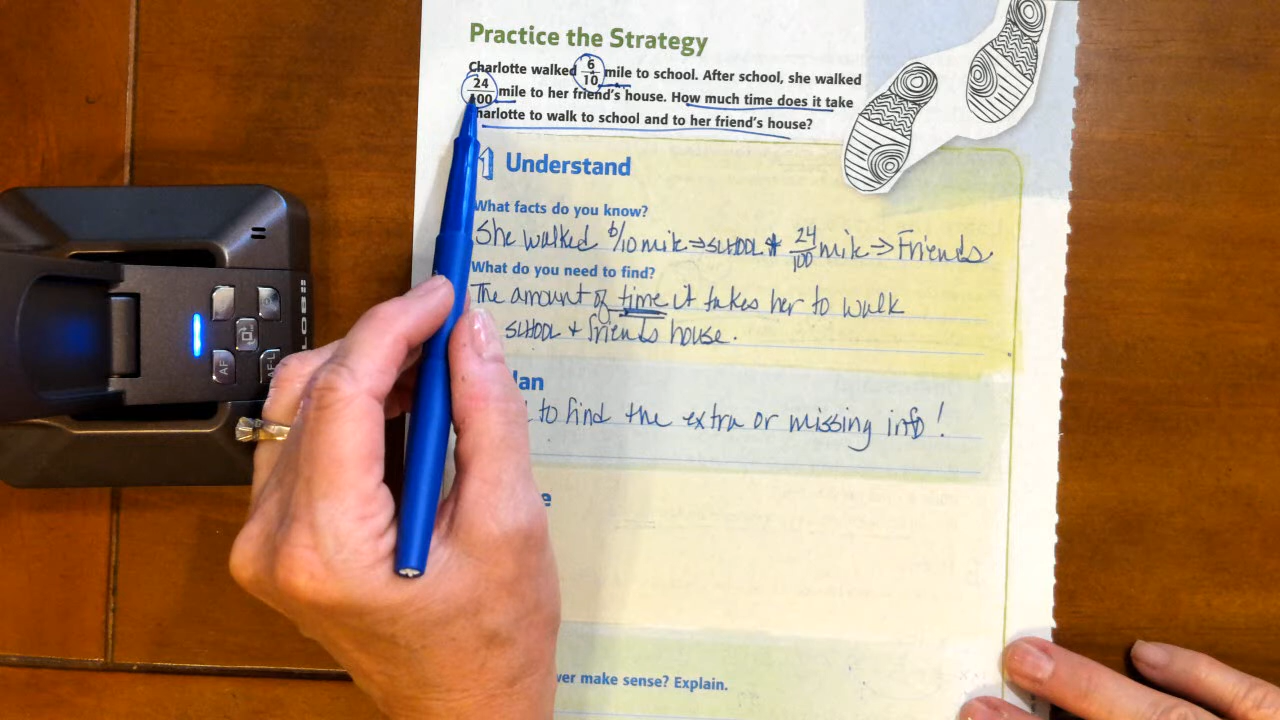 Practice the Strategy
Charlotte walked 6/10 mile to school. After school, she walked
24/100 mile to her friend's house. How much time does it take
harlotte to walk to school and to her friend's house?
1 Understand
What facts do you know?
She walked 6/10 mile ⇒ SCHOOL + 24/100 mile ⇒ Friends
What do you need to find?
The amount of time it takes her to walk
SCHOOL + friends house.
lan
to find the extra or missing info!
e
ver make sense? Explain.
AF
AF-L